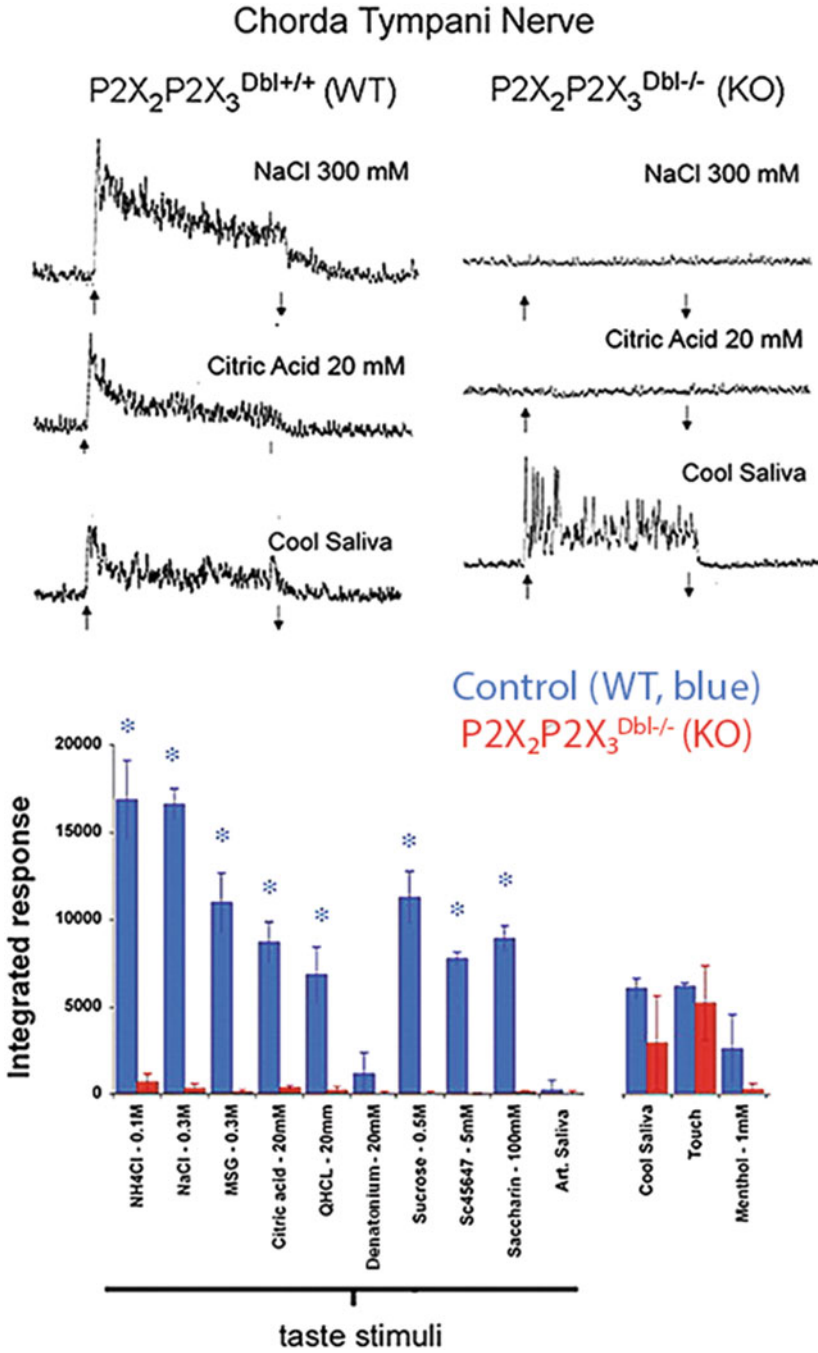 Chorda Tympani Nerve
P2X₂P2X₃ᴰᵇˡ⁺/⁺ (WT)
P2X₂P2X₃ᴰᵇˡ⁻/⁻ (KO)
NaCl 300 mM
NaCl 300 mM
Citric Acid 20 mM
Citric Acid 20 mM
Cool Saliva
Cool Saliva
Control (WT, blue)
P2X₂P2X₃ᴰᵇˡ⁻/⁻ (KO)
Integrated response
20000
15000
10000
5000
0
* * * * * * * *
NH4Cl - 0.1M
NaCl - 0.3M
MSG - 0.3M
Citric acid - 20mM
QHCL - 20mm
Denatonium - 20mM
Sucrose - 0.5M
Sc45647 - 5mM
Saccharin - 100mM
Art. Saliva
Cool Saliva
Touch
Menthol - 1mM
taste stimuli